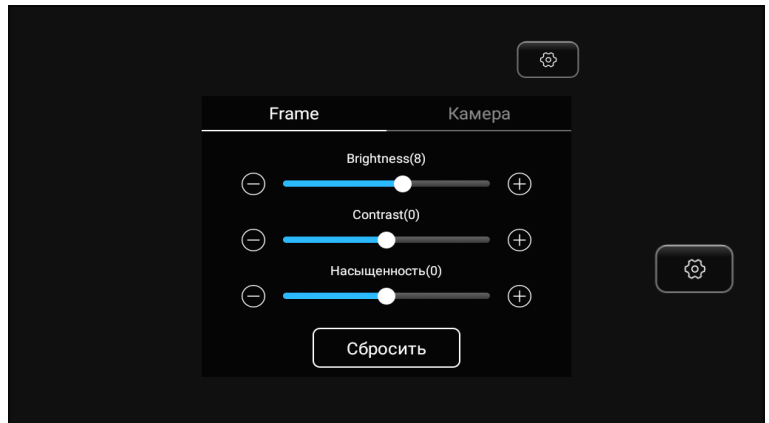 Frame
Камера
Brightness(8)
Contrast(0)
Насыщенность(0)
Сбросить